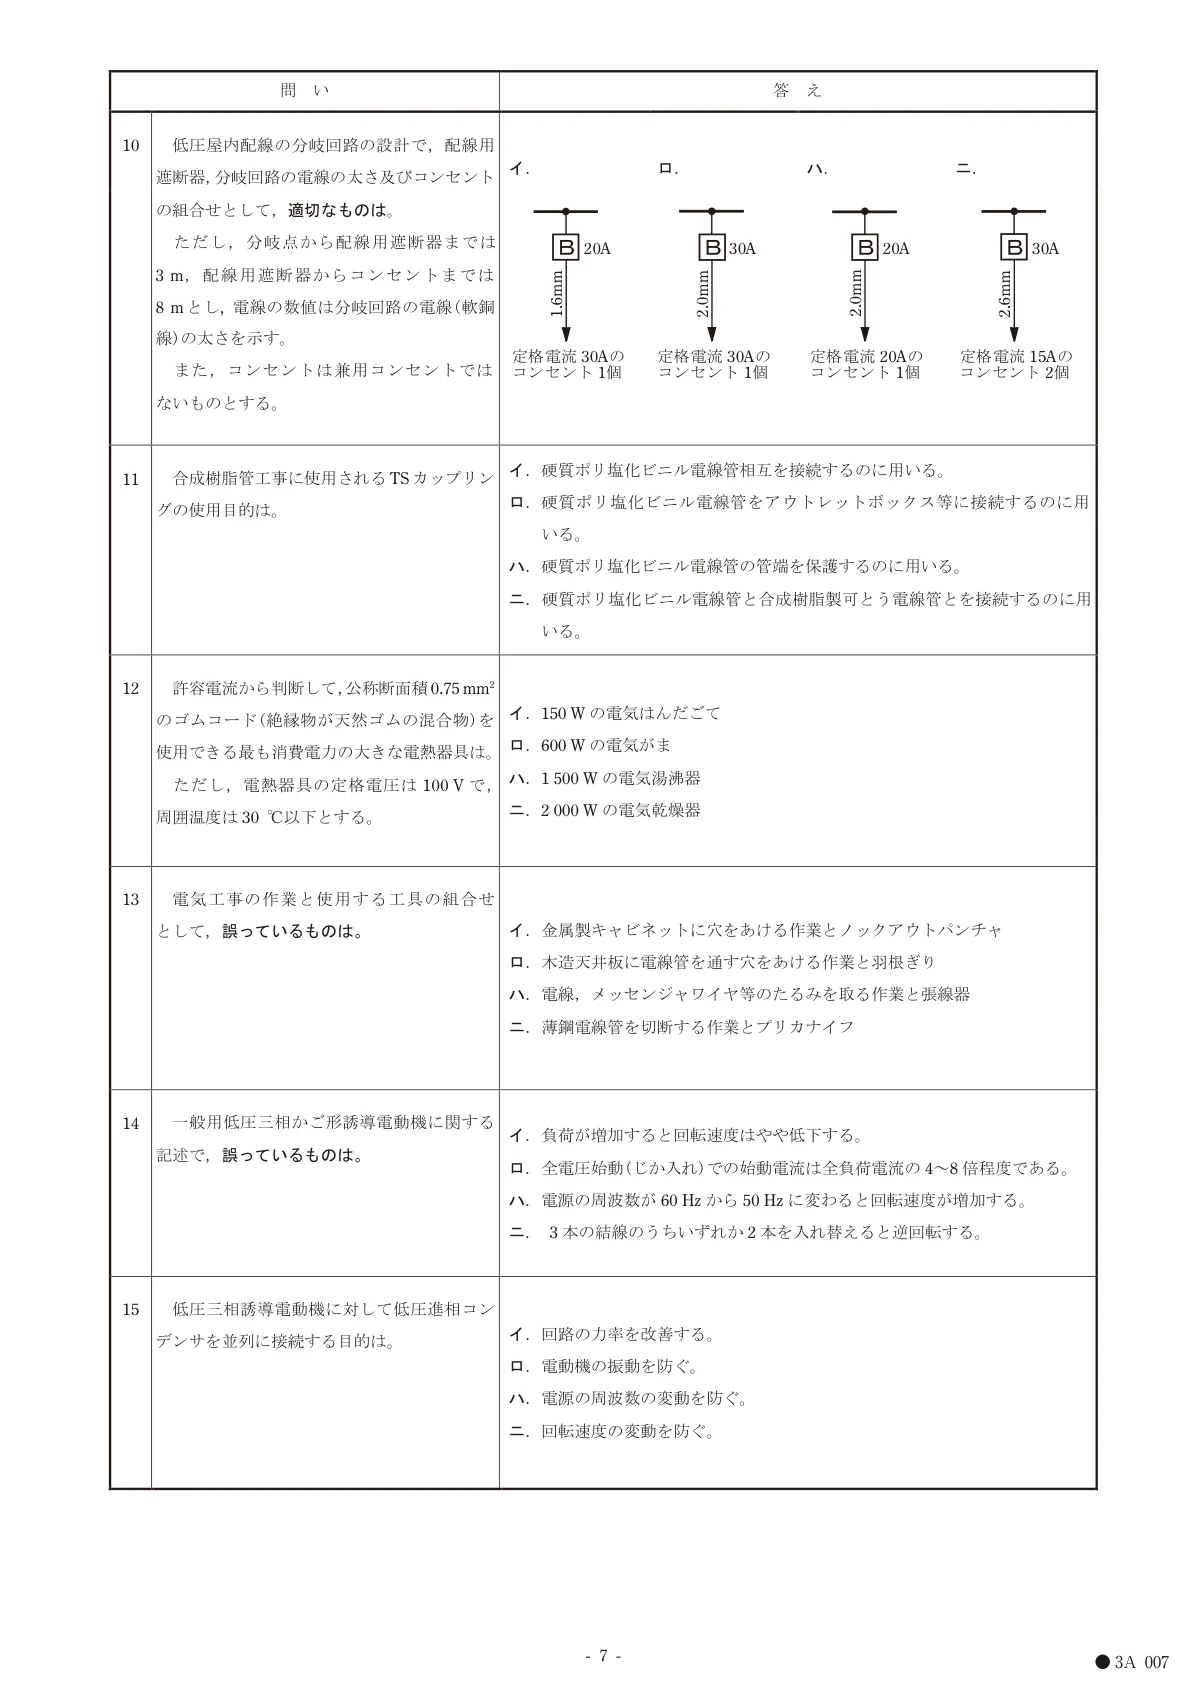 問　い　　答　え
10　低圧屋内配線の分岐回路の設計で，配線用
遮断器，分岐回路の電線の太さ及びコンセント
の組合せとして，適切なものは。
ただし，分岐点から配線用遮断器までは
3 m，配線用遮断器からコンセントまでは
8 mとし，電線の数値は分岐回路の電線（軟銅
線）の太さを示す。
また，コンセントは兼用コンセントでは
ないものとする。
イ．　ロ．　ハ．　ニ．
B 20A　B 30A　B 20A　B 30A
1.6mm　2.0mm　2.0mm　2.6mm
定格電流 30Aの　定格電流 30Aの　定格電流 20Aの　定格電流 15Aの
コンセント 1個　コンセント 1個　コンセント 1個　コンセント 2個
11　合成樹脂管工事に使用されるTSカップリン
グの使用目的は。
イ．硬質ポリ塩化ビニル電線管相互を接続するのに用いる。
ロ．硬質ポリ塩化ビニル電線管をアウトレットボックス等に接続するのに用
いる。
ハ．硬質ポリ塩化ビニル電線管の管端を保護するのに用いる。
ニ．硬質ポリ塩化ビニル電線管と合成樹脂製可とう電線管とを接続するのに用
いる。
12　許容電流から判断して，公称断面積0.75 mm²
のゴムコード（絶縁物が天然ゴムの混合物）を
使用できる最も消費電力の大きな電熱器具は。
ただし，電熱器具の定格電圧は 100 V で，
周囲温度は 30 ℃以下とする。
イ．150 W の電気はんだごて
ロ．600 W の電気がま
ハ．1 500 W の電気湯沸器
ニ．2 000 W の電気乾燥器
13　電気工事の作業と使用する工具の組合せ
として，誤っているものは。
イ．金属製キャビネットに穴をあける作業とノックアウトパンチャ
ロ．木造天井板に電線管を通す穴をあける作業と羽根ぎり
ハ．電線，メッセンジャワイヤ等のたるみを取る作業と張線器
ニ．薄鋼電線管を切断する作業とプリカナイフ
14　一般用低圧三相かご形誘導電動機に関する
記述で，誤っているものは。
イ．負荷が増加すると回転速度はやや低下する。
ロ．全電圧始動（じか入れ）での始動電流は全負荷電流の 4～8 倍程度である。
ハ．電源の周波数が 60 Hz から 50 Hz に変わると回転速度が増加する。
ニ． 3 本の結線のうちいずれか 2 本を入れ替えると逆回転する。
15　低圧三相誘導電動機に対して低圧進相コン
デンサを並列に接続する目的は。
イ．回路の力率を改善する。
ロ．電動機の振動を防ぐ。
ハ．電源の周波数の変動を防ぐ。
ニ．回転速度の変動を防ぐ。
- 7 -
●3A 007